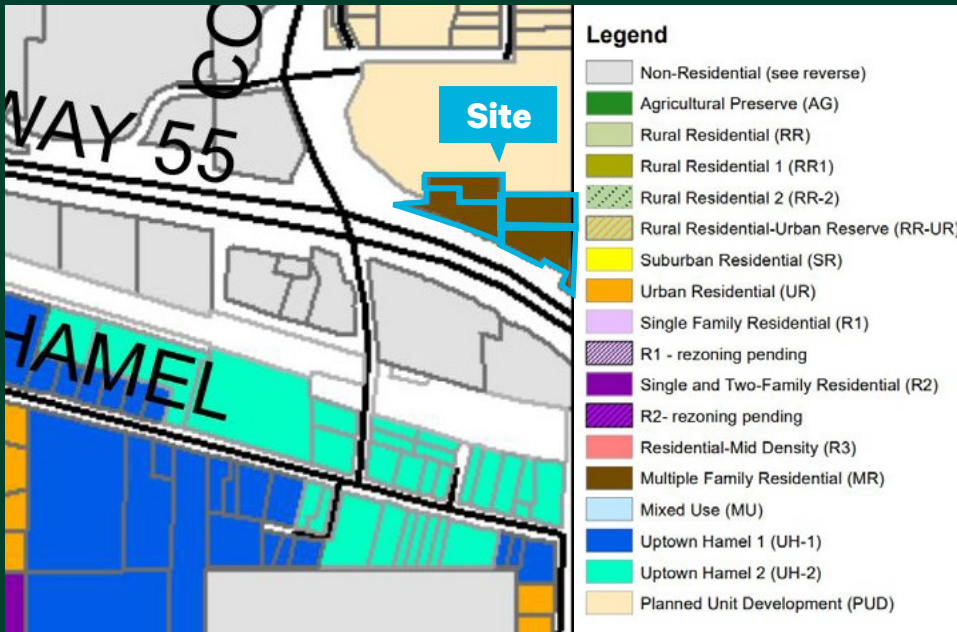 CO
WAY 55
Site
HAMEL
Legend
Non-Residential (see reverse)
Agricultural Preserve (AG)
Rural Residential (RR)
Rural Residential 1 (RR1)
Rural Residential 2 (RR-2)
Rural Residential-Urban Reserve (RR-UR)
Suburban Residential (SR)
Urban Residential (UR)
Single Family Residential (R1)
R1 - rezoning pending
Single and Two-Family Residential (R2)
R2- rezoning pending
Residential-Mid Density (R3)
Multiple Family Residential (MR)
Mixed Use (MU)
Uptown Hamel 1 (UH-1)
Uptown Hamel 2 (UH-2)
Planned Unit Development (PUD)